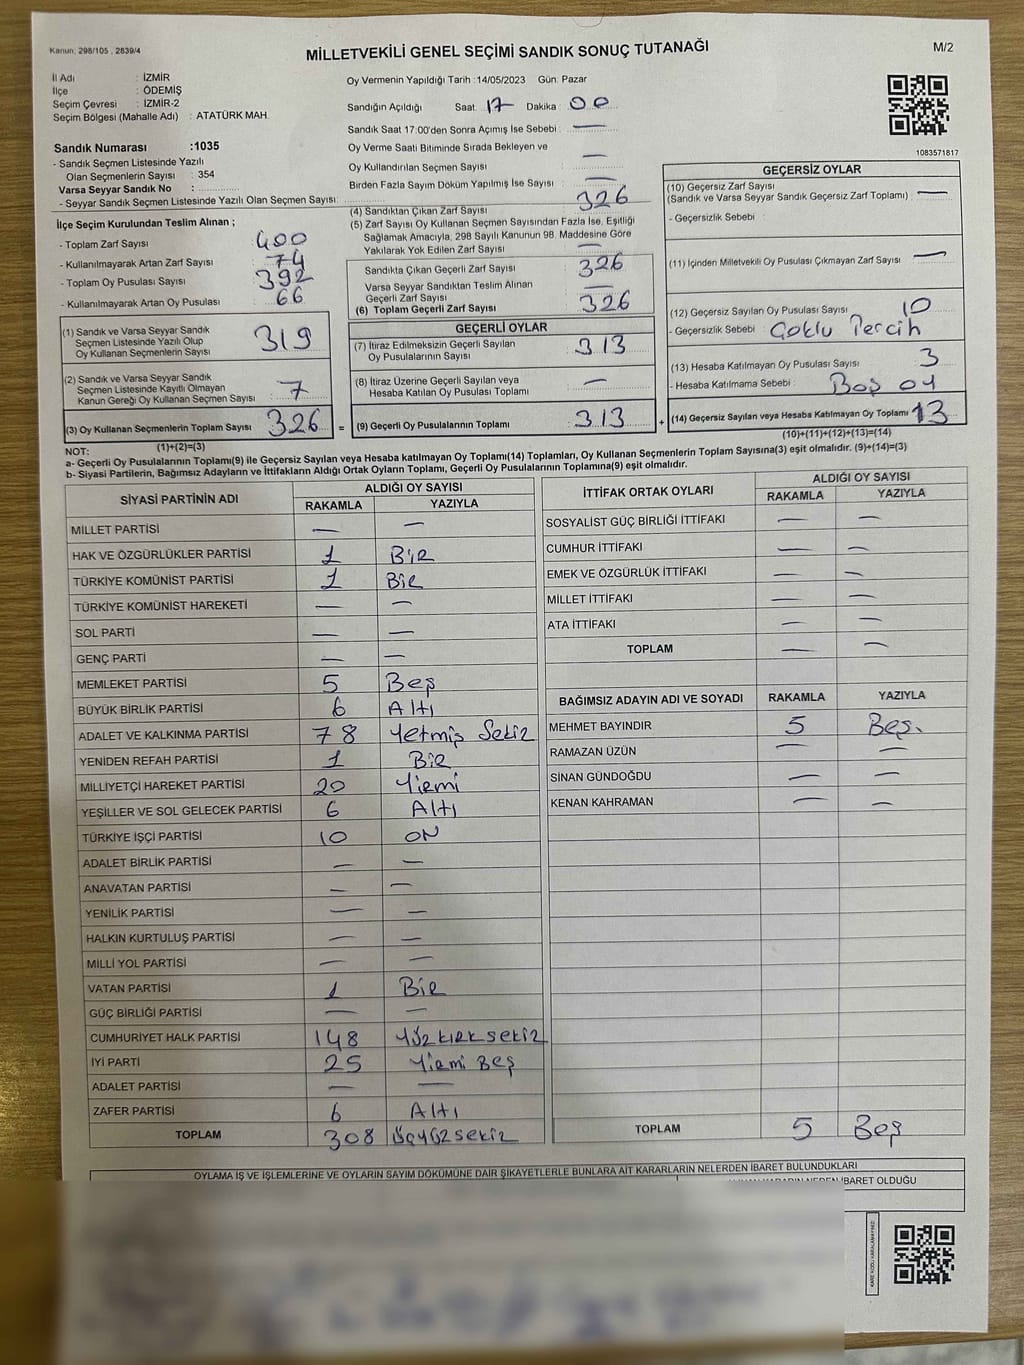 Kanun: 298/105 , 2839/4
MİLLETVEKİLİ GENEL SEÇİMİ SANDIK SONUÇ TUTANAĞI
M/2
İl Adı : İZMİR
İlçe : ÖDEMİŞ
Seçim Çevresi : İZMİR-2
Seçim Bölgesi (Mahalle Adı) : ATATÜRK MAH.
Oy Vermenin Yapıldığı Tarih : 14/05/2023 Gün: Pazar
Sandığın Açıldığı Saat: 17 Dakika : 00
Sandık Saat 17:00'den Sonra Açımış İse Sebebi : —
Oy Verme Saati Bitiminde Sırada Bekleyen ve
Oy Kullandırılan Seçmen Sayısı : —
Birden Fazla Sayım Döküm Yapılmış İse Sayısı : —
1083571817
Sandık Numarası :1035
- Sandık Seçmen Listesinde Yazılı
Olan Seçmenlerin Sayısı : 354
Varsa Seyyar Sandık No :
- Seyyar Sandık Seçmen Listesinde Yazılı Olan Seçmen Sayısı :
İlçe Seçim Kurulundan Teslim Alınan ;
- Toplam Zarf Sayısı : 400
- Kullanılmayarak Artan Zarf Sayısı : 74
- Toplam Oy Pusulası Sayısı : 392
- Kullanılmayarak Artan Oy Pusulası : 66
(1) Sandık ve Varsa Seyyar Sandık
Seçmen Listesinde Yazılı Olup
Oy Kullanan Seçmenlerin Sayısı : 319
(2) Sandık ve Varsa Seyyar Sandık
Seçmen Listesinde Kayıtlı Olmayan
Kanun Gereği Oy Kullanan Seçmen Sayısı : 7
(3) Oy Kullanan Seçmenlerin Toplam Sayısı : 326
(1)+(2)=(3)
(4) Sandıktan Çıkan Zarf Sayısı 326
(5) Zarf Sayısı Oy Kullanan Seçmen Sayısından Fazla İse, Eşitliği
Sağlamak Amacıyla, 298 Sayılı Kanunun 98. Maddesine Göre
Yakılarak Yok Edilen Zarf Sayısı —
Sandıkta Çıkan Geçerli Zarf Sayısı : 326
Varsa Seyyar Sandıktan Teslim Alınan
Geçerli Zarf Sayısı : —
(6) Toplam Geçerli Zarf Sayısı : 326
GEÇERLİ OYLAR
(7) İtiraz Edilmeksizin Geçerli Sayılan
Oy Pusulalarının Sayısı : 313
(8) İtiraz Üzerine Geçerli Sayılan veya
Hesaba Katılan Oy Pusulası Toplamı : —
= (9) Geçerli Oy Pusulalarının Toplamı : 313
GEÇERSİZ OYLAR
(10) Geçersiz Zarf Sayısı
(Sandık ve Varsa Seyyar Sandık Geçersiz Zarf Toplamı) : —
- Geçersizlik Sebebi :
(11) İçinden Milletvekili Oy Pusulası Çıkmayan Zarf Sayısı : —
(12) Geçersiz Sayılan Oy Pusulası Sayısı : 10
- Geçersizlik Sebebi : Çoklu Tercih
(13) Hesaba Katılmayan Oy Pusulası Sayısı : 3
- Hesaba Katılmama Sebebi : Boş oy
+ (14) Geçersiz Sayılan veya Hesaba Katılmayan Oy Toplamı : 13
(10)+(11)+(12)+(13)=(14)
NOT:
a- Geçerli Oy Pusulalarının Toplamı(9) ile Geçersiz Sayılan veya Hesaba katılmayan Oy Toplamı(14) Toplamları, Oy Kullanan Seçmenlerin Toplam Sayısına(3) eşit olmalıdır. (9)+(14)=(3)
b- Siyasi Partilerin, Bağımsız Adayların ve İttifakların Aldığı Ortak Oyların Toplamı, Geçerli Oy Pusulalarının Toplamına(9) eşit olmalıdır.
SİYASİ PARTİNİN ADI ALDIĞI OY SAYISI
RAKAMLA YAZIYLA
MİLLET PARTİSİ — —
HAK VE ÖZGÜRLÜKLER PARTİSİ 1 Bir
TÜRKİYE KOMÜNİST PARTİSİ 1 Bir
TÜRKİYE KOMÜNİST HAREKETİ — —
SOL PARTİ — —
GENÇ PARTİ — —
MEMLEKET PARTİSİ 5 Beş
BÜYÜK BİRLİK PARTİSİ 6 Altı
ADALET VE KALKINMA PARTİSİ 78 Yetmiş Sekiz
YENİDEN REFAH PARTİSİ 1 Bir
MİLLİYETÇİ HAREKET PARTİSİ 20 Yirmi
YEŞİLLER VE SOL GELECEK PARTİSİ 6 Altı
TÜRKİYE İŞÇİ PARTİSİ 10 ON
ADALET BİRLİK PARTİSİ — —
ANAVATAN PARTİSİ — —
YENİLİK PARTİSİ — —
HALKIN KURTULUŞ PARTİSİ — —
MİLLİ YOL PARTİSİ — —
VATAN PARTİSİ 1 Bir
GÜÇ BİRLİĞİ PARTİSİ — —
CUMHURİYET HALK PARTİSİ 148 Yüz kırk sekiz
İYİ PARTİ 25 Yirmi Beş
ADALET PARTİSİ — —
ZAFER PARTİSİ 6 Altı
TOPLAM 308 Üçyüz sekiz
İTTİFAK ORTAK OYLARI ALDIĞI OY SAYISI
RAKAMLA YAZIYLA
SOSYALİST GÜÇ BİRLİĞİ İTTİFAKI — —
CUMHUR İTTİFAKI — —
EMEK VE ÖZGÜRLÜK İTTİFAKI — —
MİLLET İTTİFAKI — —
ATA İTTİFAKI — —
TOPLAM — —
BAĞIMSIZ ADAYIN ADI VE SOYADI RAKAMLA YAZIYLA
MEHMET BAYINDIR 5 Beş.
RAMAZAN ÜZÜN — —
SİNAN GÜNDOĞDU — —
KENAN KAHRAMAN — —
TOPLAM 5 Beş
OYLAMA İŞ VE İŞLEMLERİNE VE OYLARIN SAYIM DÖKÜMÜNE DAİR ŞİKAYETLERLE BUNLARA AİT KARARLARIN NELERDEN İBARET BULUNDUKLARI
İBARET OLDUĞU
KARE KODU KARALAMAYINIZ!